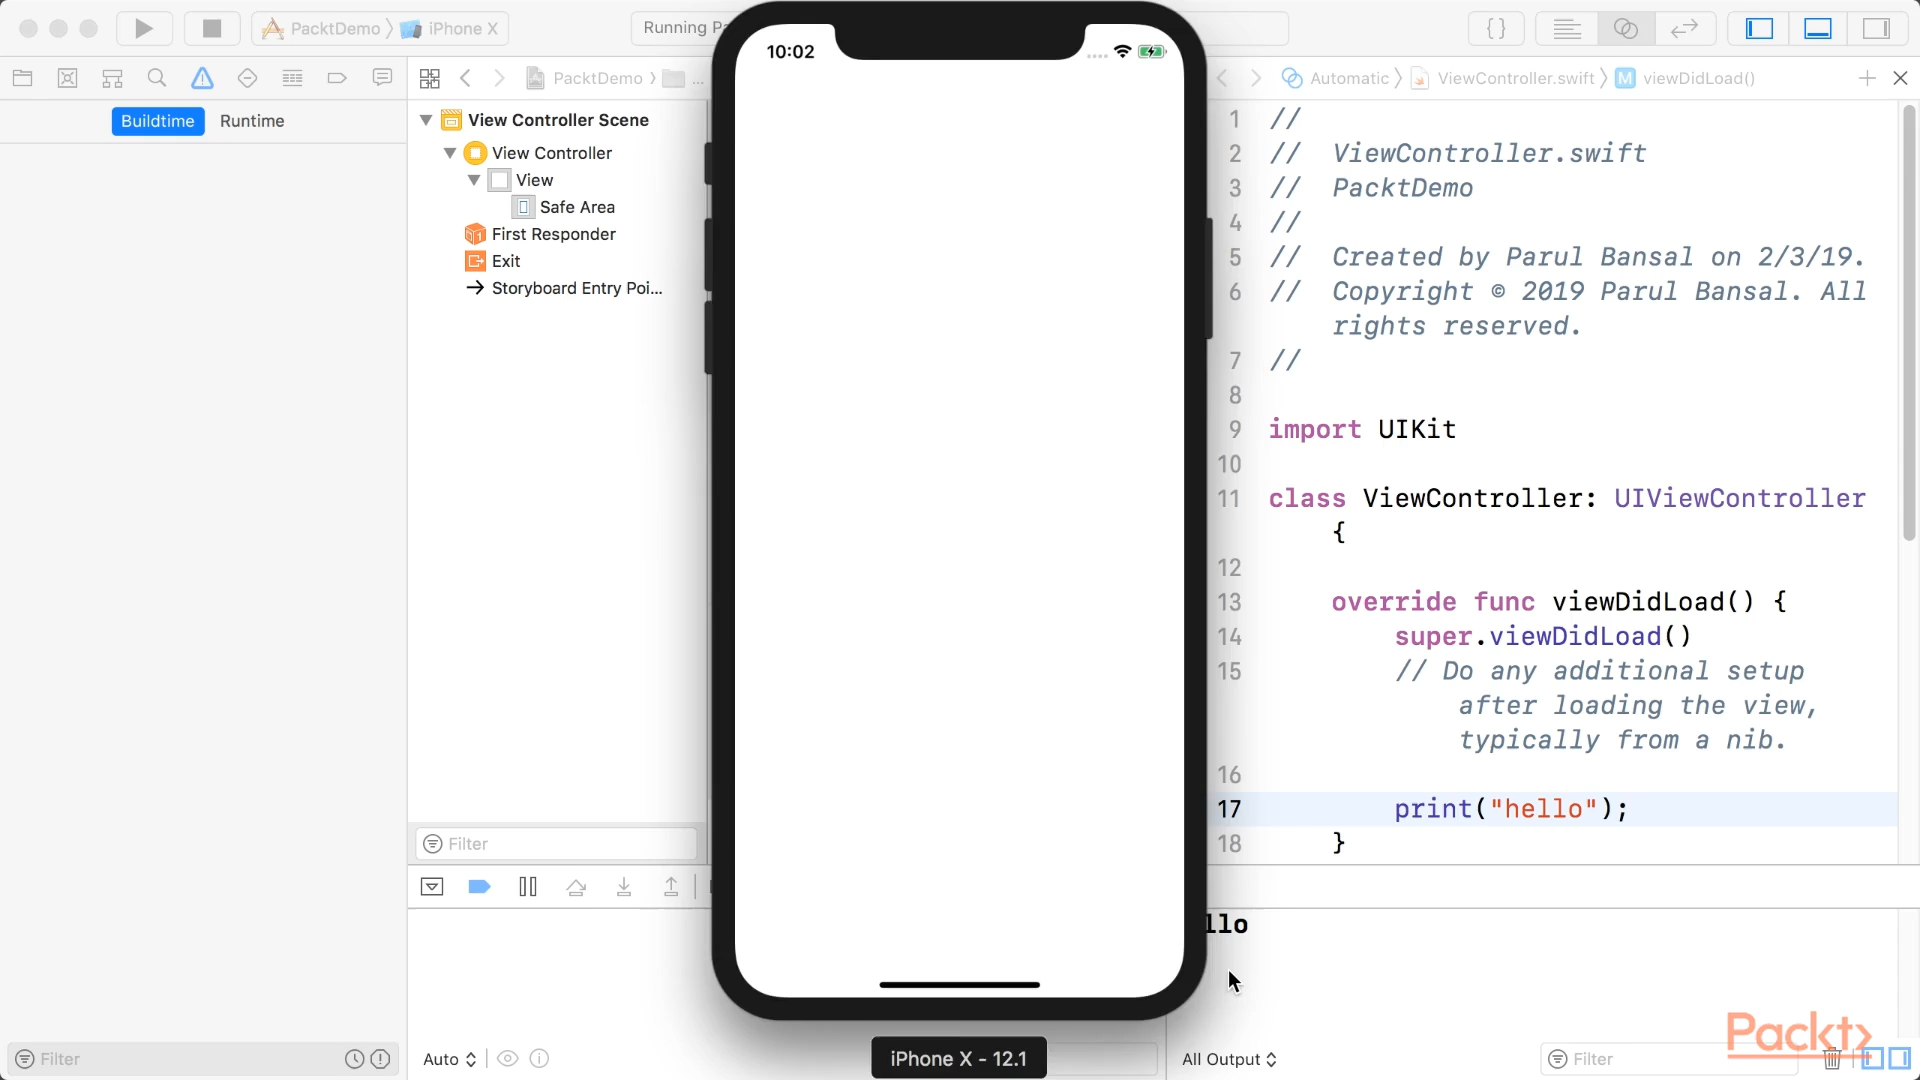 PacktDemo
iPhone X
Running
PacktDemo
...
Automatic
ViewController.swift
M
viewDidLoad()
Buildtime
Runtime
View Controller Scene
View Controller
View
Safe Area
First Responder
Exit
Storyboard Entry Poi...
Filter
10:02
1 //
2 // ViewController.swift
3 // PacktDemo
4 //
5 // Created by Parul Bansal on 2/3/19.
6 // Copyright © 2019 Parul Bansal. All
rights reserved.
7 //
8
9 import UIKit
10
11 class ViewController: UIViewController
{
12
13 override func viewDidLoad() {
14 super.viewDidLoad()
15 // Do any additional setup
after loading the view,
typically from a nib.
16
17 print("hello");
18 }
llo
Filter
Auto
iPhone X - 12.1
All Output
Filter
Packt>